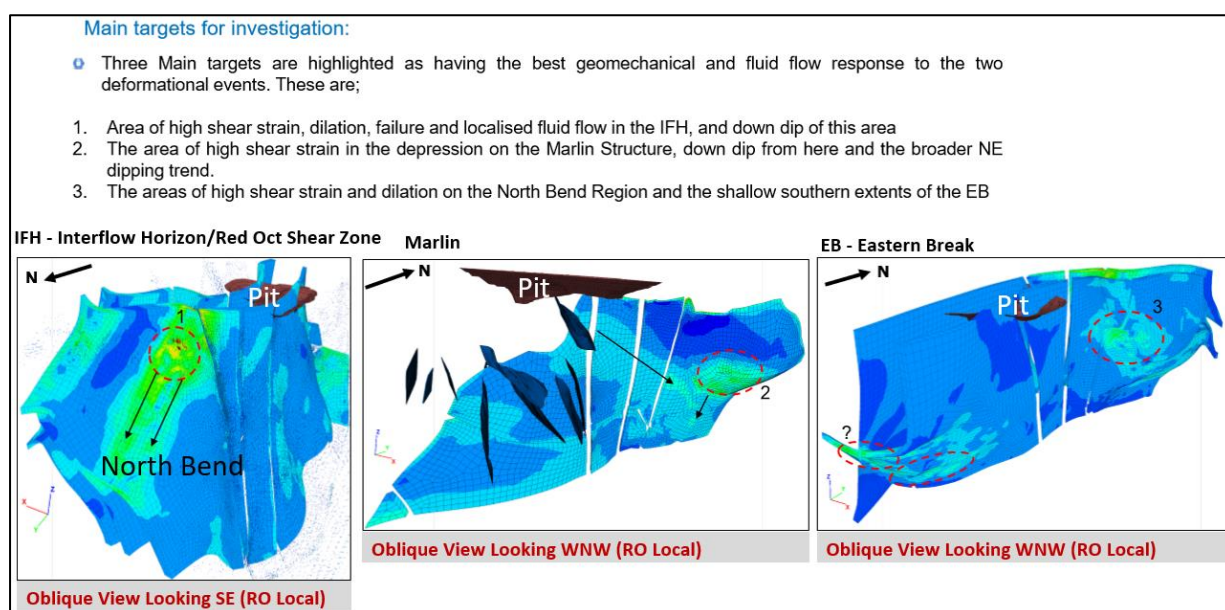 Main targets for investigation:
Three Main targets are highlighted as having the best geomechanical and fluid flow response to the two
deformational events. These are;
1. Area of high shear strain, dilation, failure and localised fluid flow in the IFH, and down dip of this area
2. The area of high shear strain in the depression on the Marlin Structure, down dip from here and the broader NE
dipping trend.
3. The areas of high shear strain and dilation on the North Bend Region and the shallow southern extents of the EB
IFH - Interflow Horizon/Red Oct Shear Zone
N
Pit
1
North Bend
z
x
Y
Oblique View Looking SE (RO Local)
Marlin
N
Pit
2
z
x
Oblique View Looking WNW (RO Local)
EB - Eastern Break
N
Pit
3
?
z
x
Oblique View Looking WNW (RO Local)